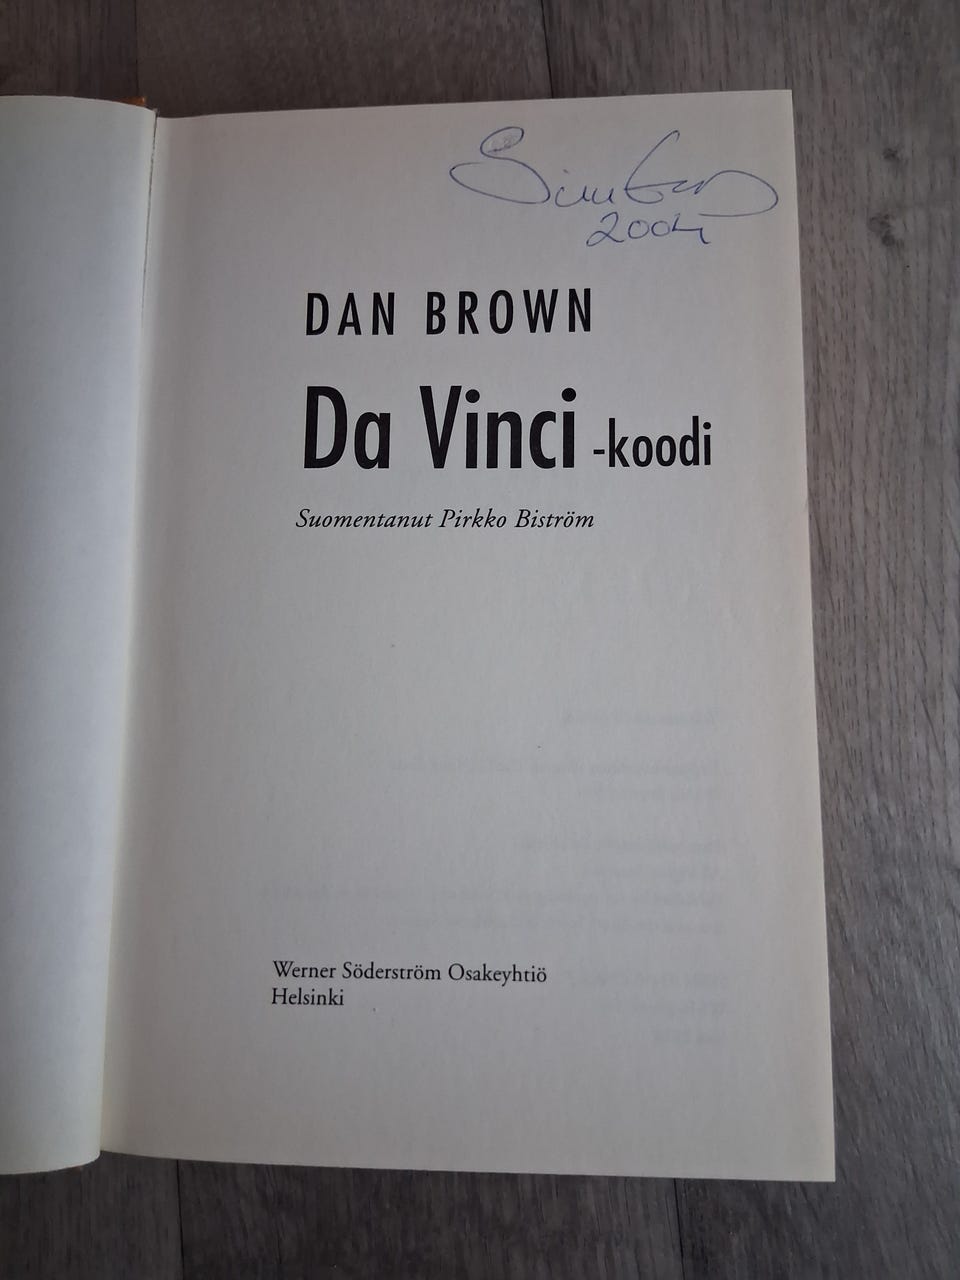 2004
DAN BROWN
Da Vinci -koodi
Suomentanut Pirkko Biström
Werner Söderström Osakeyhtiö
Helsinki